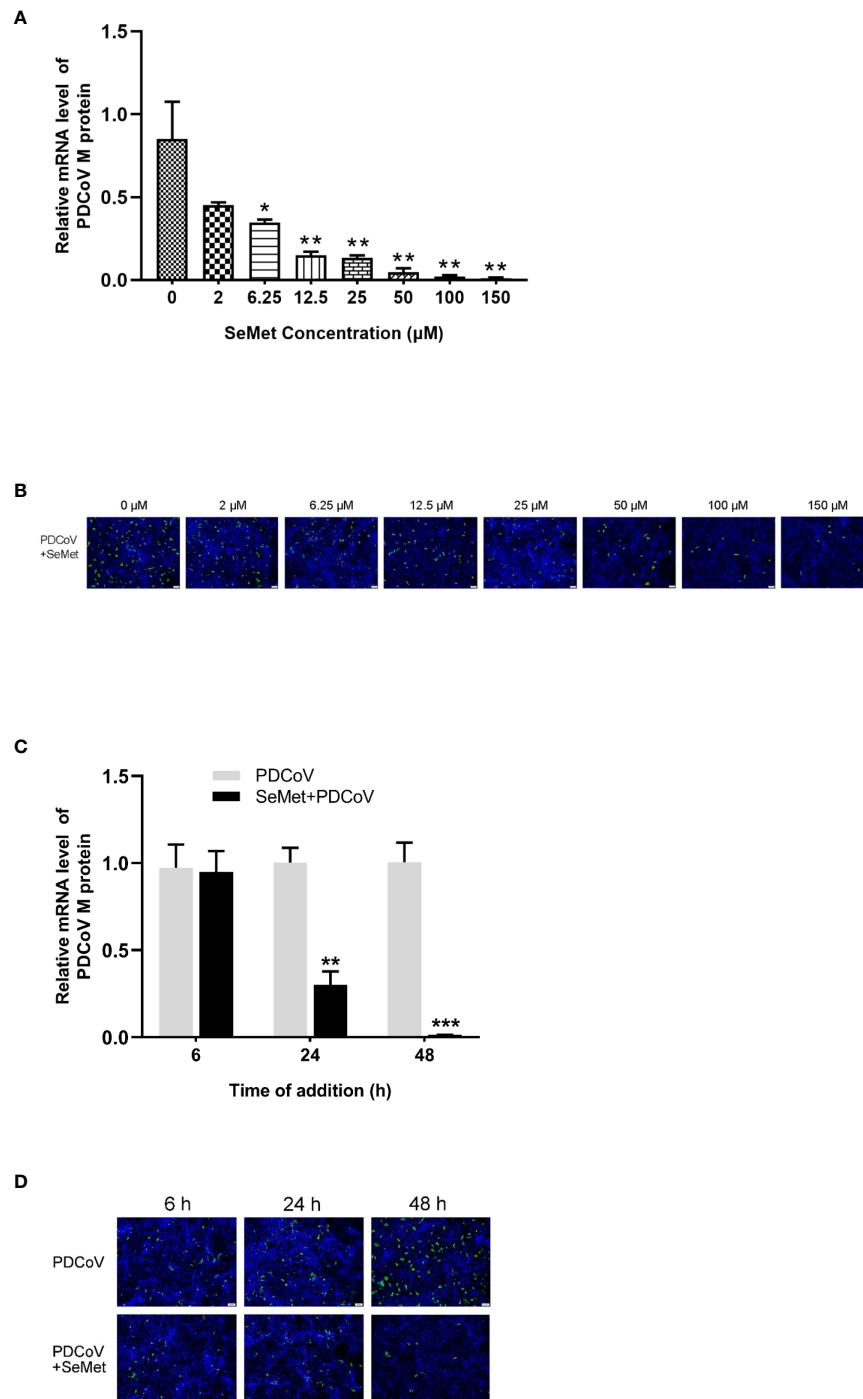 A
Relative mRNA level of
PDCoV M protein
1.5
1.0
0.5
0.0
*
**
**
**
**
**
0 2 6.25 12.5 25 50 100 150
SeMet Concentration (µM)
B
0 µM 2 µM 6.25 µM 12.5 µM 25 µM 50 µM 100 µM 150 µM
PDCoV
+SeMet
C
Relative mRNA level of
PDCoV M protein
PDCoV
SeMet+PDCoV
1.5
1.0
0.5
0.0
**
***
6 24 48
Time of addition (h)
D
6 h 24 h 48 h
PDCoV
PDCoV
+SeMet